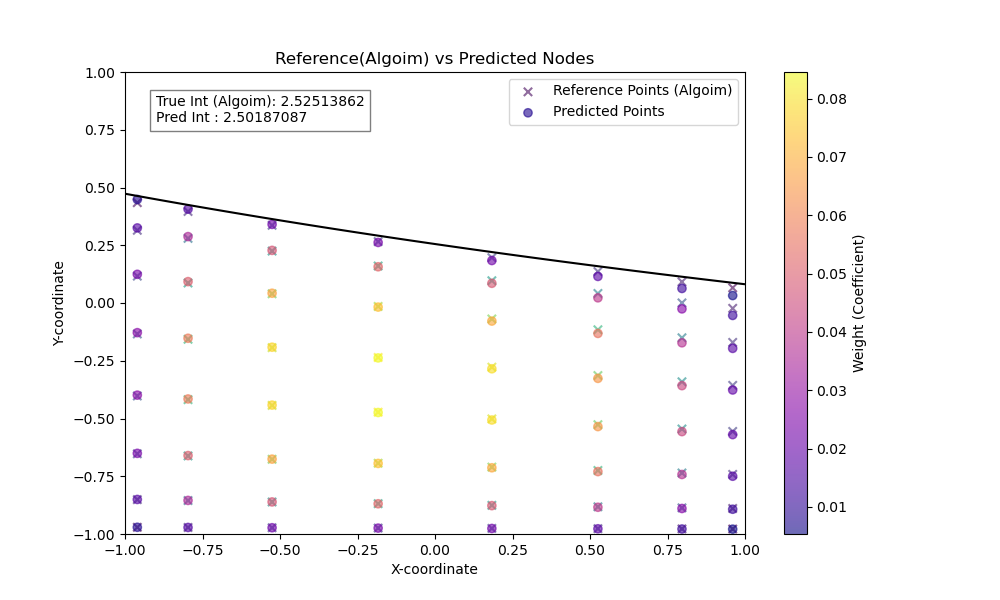 Reference(Algoim) vs Predicted Nodes
True Int (Algoim): 2.52513862
Pred Int : 2.50187087
Reference Points (Algoim)
Predicted Points
1.00
0.75
0.50
0.25
0.00
−0.25
−0.50
−0.75
−1.00
Y-coordinate
−1.00 −0.75 −0.50 −0.25 0.00 0.25 0.50 0.75 1.00
X-coordinate
0.08
0.07
0.06
0.05
0.04
0.03
0.02
0.01
Weight (Coefficient)